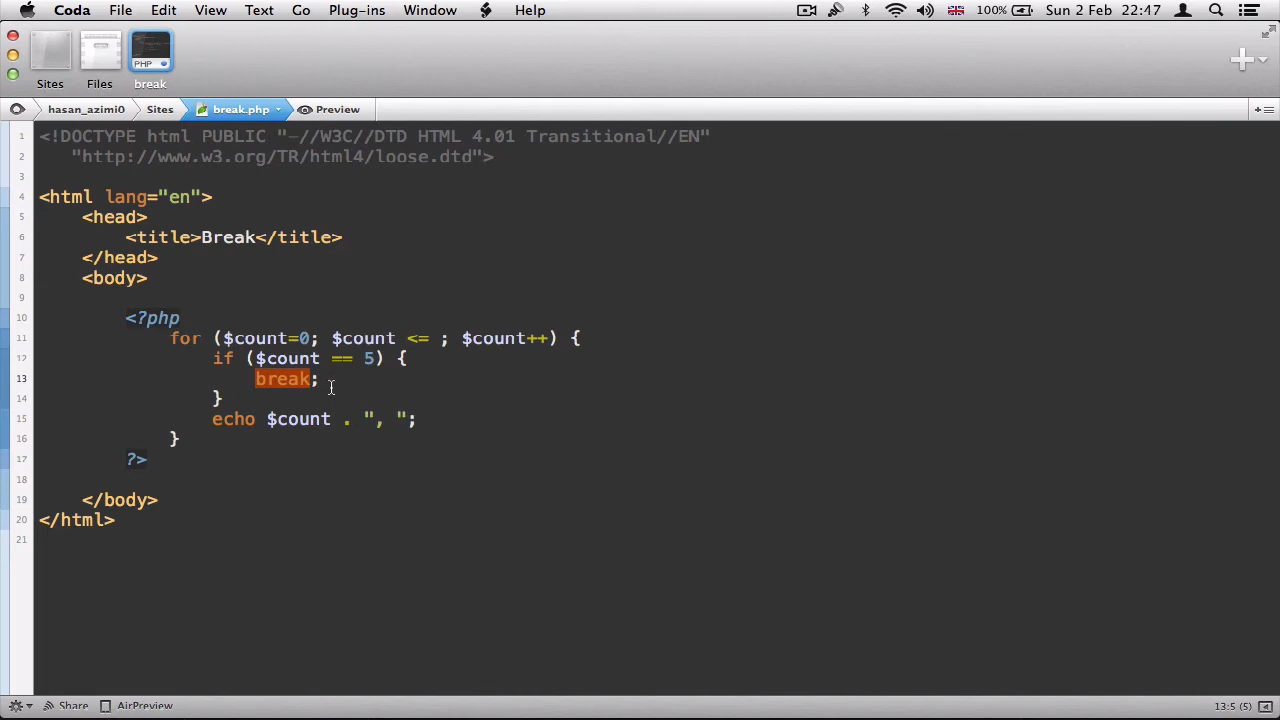 Coda File Edit View Text Go Plug-ins Window Help 100% Sun 2 Feb 22:47
PHP
Sites Files break
hasan_azimi0 Sites break.php Preview
1 <!DOCTYPE html PUBLIC "-//W3C//DTD HTML 4.01 Transitional//EN"
2 "http://www.w3.org/TR/html4/loose.dtd">
3
4 <html lang="en">
5 <head>
6 <title>Break</title>
7 </head>
8 <body>
9
10 <?php
11 for ($count=0; $count <= ; $count++) {
12 if ($count == 5) {
13 break;
14 }
15 echo $count . ", ";
16 }
17 ?>
18
19 </body>
20 </html>
21
Share AirPreview 13:5 (5)